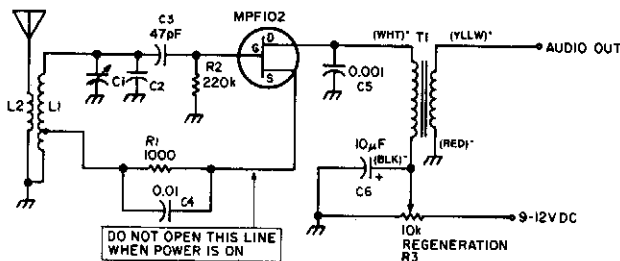 MPF102
C3
47pF
(WHT)*
T1
(YLLW)*
AUDIO OUT
D
G
S
R2
220k
0.001
C5
L2
L1
C1
C2
R1
1000
0.01
C4
10µF
(BLK)*
+
C6
(RED)*
DO NOT OPEN THIS LINE
WHEN POWER IS ON
9-12V DC
10k
REGENERATION
R3